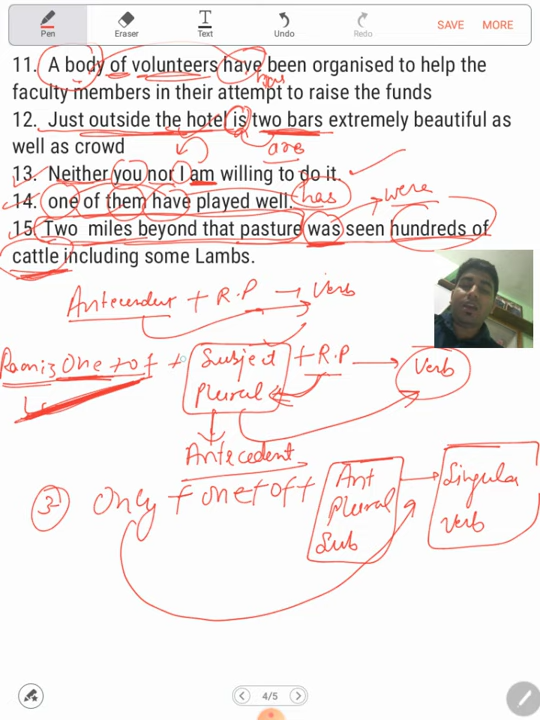 Pen Eraser Text Undo Redo SAVE MORE
11. A body of volunteers have been organised to help the
has
faculty members in their attempt to raise the funds
12. Just outside the hotel is two bars extremely beautiful as
well as crowd
are
13. Neither you nor I am willing to do it.
14. one of them have played well. has
were
15. Two miles beyond that pasture was seen hundreds of
cattle including some Lambs.
Antecedent + R.P → Verb
One + of + Subject Plural + R.P → Verb
Antecedent
3 Only + one + of + Ant Plural Sub → Singular Verb
4/5